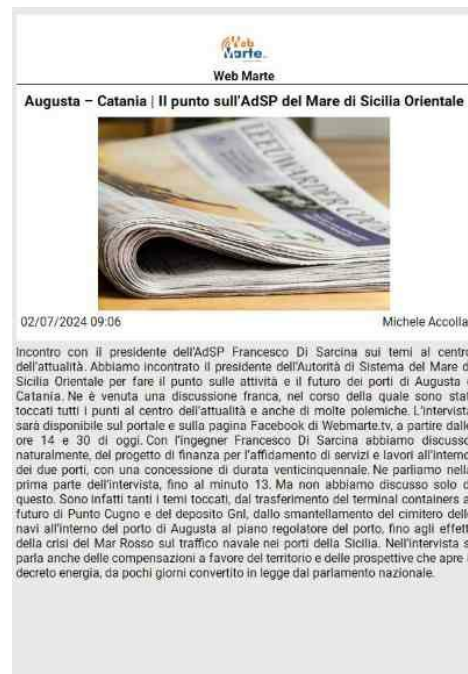 Web
Marte
Web Marte
Augusta – Catania | Il punto sull'AdSP del Mare di Sicilia Orientale
LEEUWARDER COU
02/07/2024 09:06
Michele Accolla
Incontro con il presidente dell'AdSP Francesco Di Sarcina sui temi al centro
dell'attualità. Abbiamo incontrato il presidente dell'Autorità di Sistema del Mare d
Sicilia Orientale per fare il punto sulle attività e il futuro dei porti di Augusta
Catania. Ne è venuta una discussione franca, nel corso della quale sono stat
toccati tutti i punti al centro dell'attualità e anche di molte polemiche. L'intervista
sarà disponibile sul portale e sulla pagina Facebook di Webmarte.tv, a partire dalle
ore 14 e 30 di oggi. Con l'ingegner Francesco Di Sarcina abbiamo discusso
naturalmente, del progetto di finanza per l'affidamento di servizi e lavori all'interno
dei due porti, con una concessione di durata venticinquennale. Ne parliamo nella
prima parte dell'intervista, fino al minuto 13. Ma non abbiamo discusso solo d
questo. Sono infatti tanti i temi toccati, dal trasferimento del terminal containers a
futuro di Punto Cugno e del deposito Gnl, dallo smantellamento del cimitero delle
navi all'interno del porto di Augusta al piano regolatore del porto, fino agli effett
della crisi del Mar Rosso sul traffico navale nei porti della Sicilia. Nell'intervista s
parla anche delle compensazioni a favore del territorio e delle prospettive che apre
decreto energia, da pochi giorni convertito in legge dal parlamento nazionale.